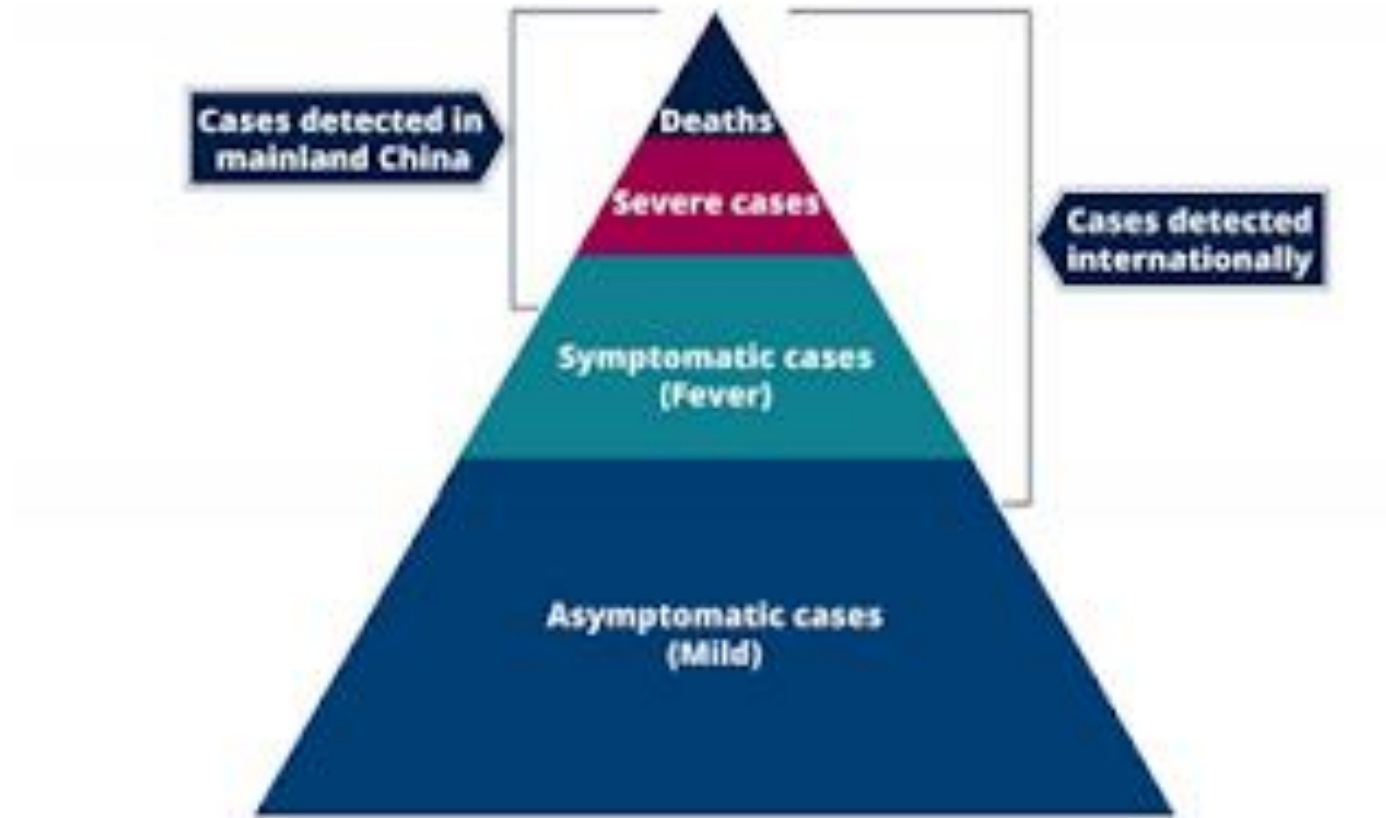 Deaths
Cases detected in
mainland China
Severe cases
Cases detected
internationally
Symptomatic cases
(Fever)
Asymptomatic cases
(Mild)